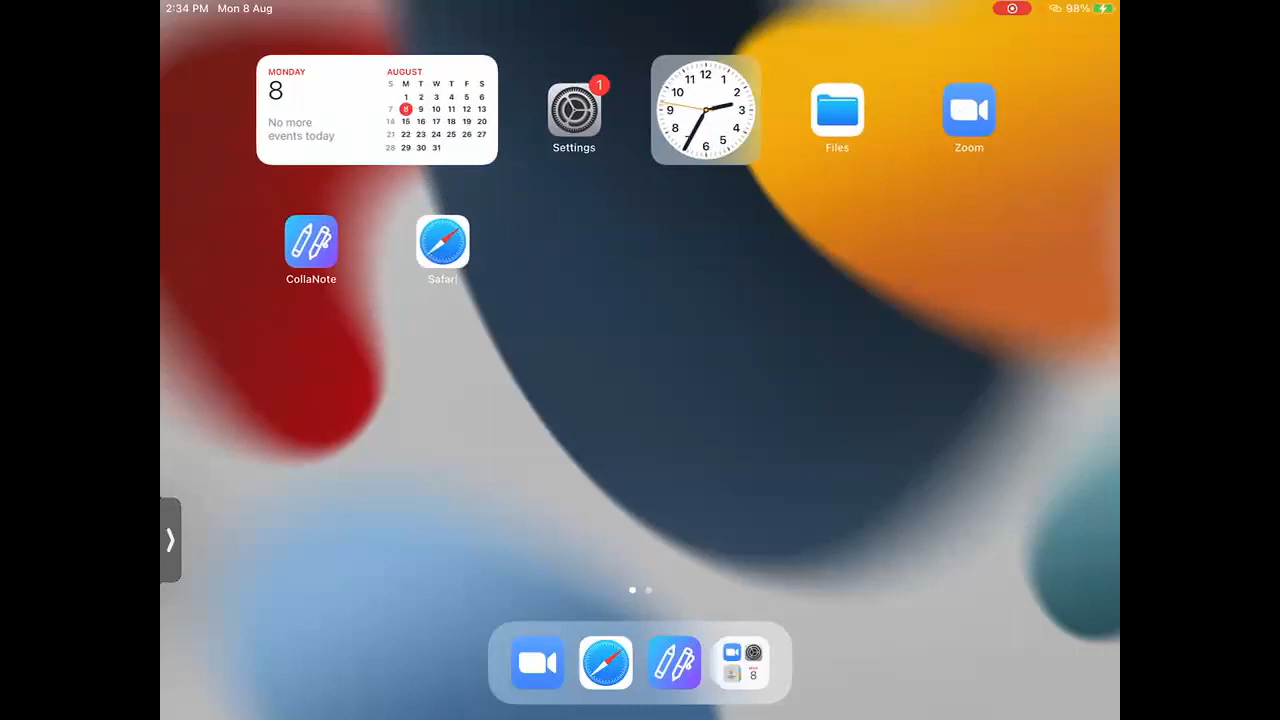 2:34 PM Mon 8 Aug
98%
MONDAY
8
No more
events today
AUGUST
S M T W T F S
1 2 3 4 5 6
7 8 9 10 11 12 13
14 15 16 17 18 19 20
21 22 23 24 25 26 27
28 29 30 31
1
Settings
12
1
2
3
4
5
6
7
8
9
10
11
Files
Zoom
CollaNote
Safari
8